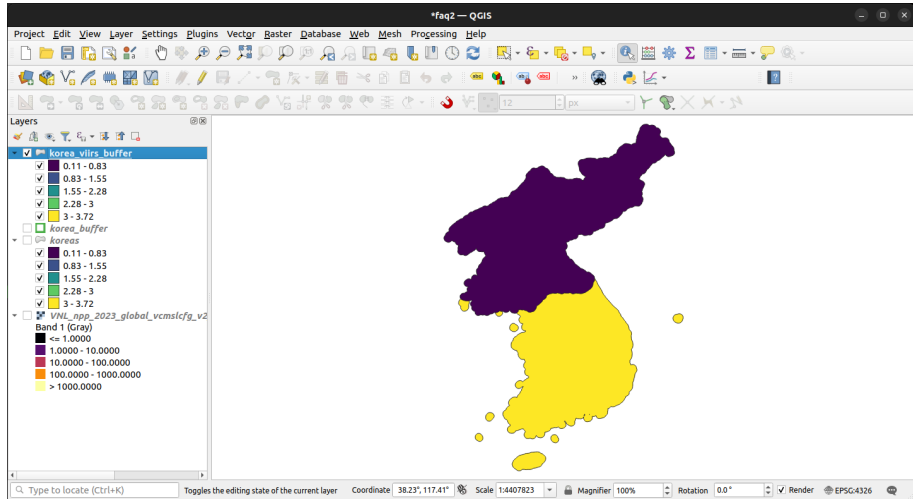 *faq2 — QGIS
Project Edit View Layer Settings Plugins Vector Raster Database Web Mesh Processing Help
abc
12 px
Layers
korea_viirs_buffer
0.11 - 0.83
0.83 - 1.55
1.55 - 2.28
2.28 - 3
3 - 3.72
korea_buffer
koreas
0.11 - 0.83
0.83 - 1.55
1.55 - 2.28
2.28 - 3
3 - 3.72
VNL_npp_2023_global_vcmslcfg_v2
Band 1 (Gray)
<= 1.0000
1.0000 - 10.0000
10.0000 - 100.0000
100.0000 - 1000.0000
> 1000.0000
Type to locate (Ctrl+K) Toggles the editing state of the current layer Coordinate 38.23°, 117.41° Scale 1:4407823 Magnifier 100% Rotation 0.0 ° Render EPSG:4326